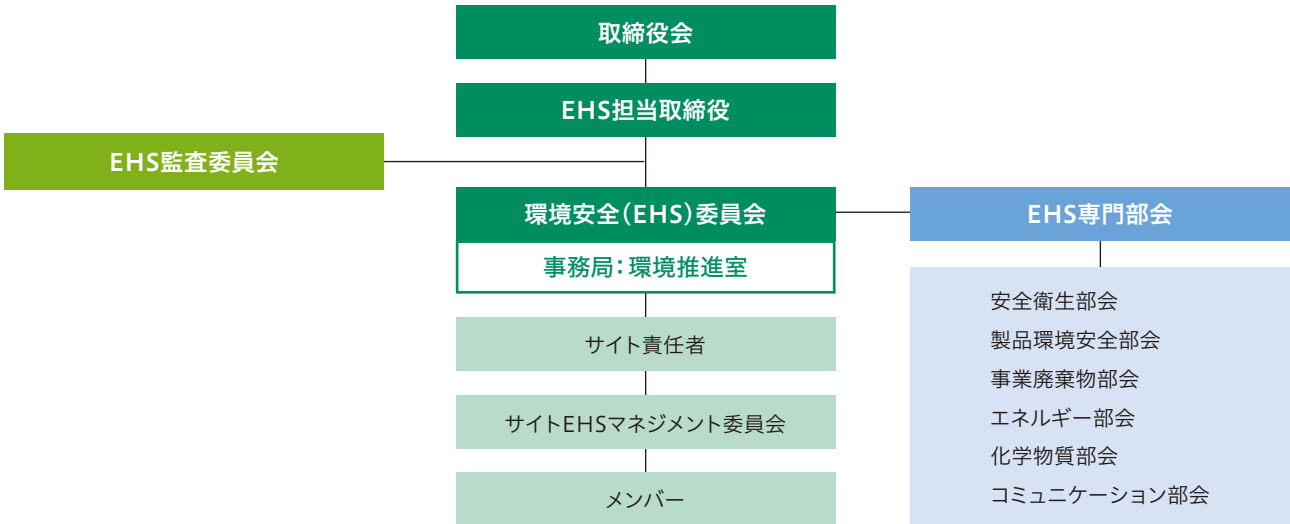 取締役会
EHS担当取締役
EHS監査委員会
環境安全（EHS）委員会
事務局：環境推進室
EHS専門部会
サイト責任者
サイトEHSマネジメント委員会
メンバー
安全衛生部会
製品環境安全部会
事業廃棄物部会
エネルギー部会
化学物質部会
コミュニケーション部会